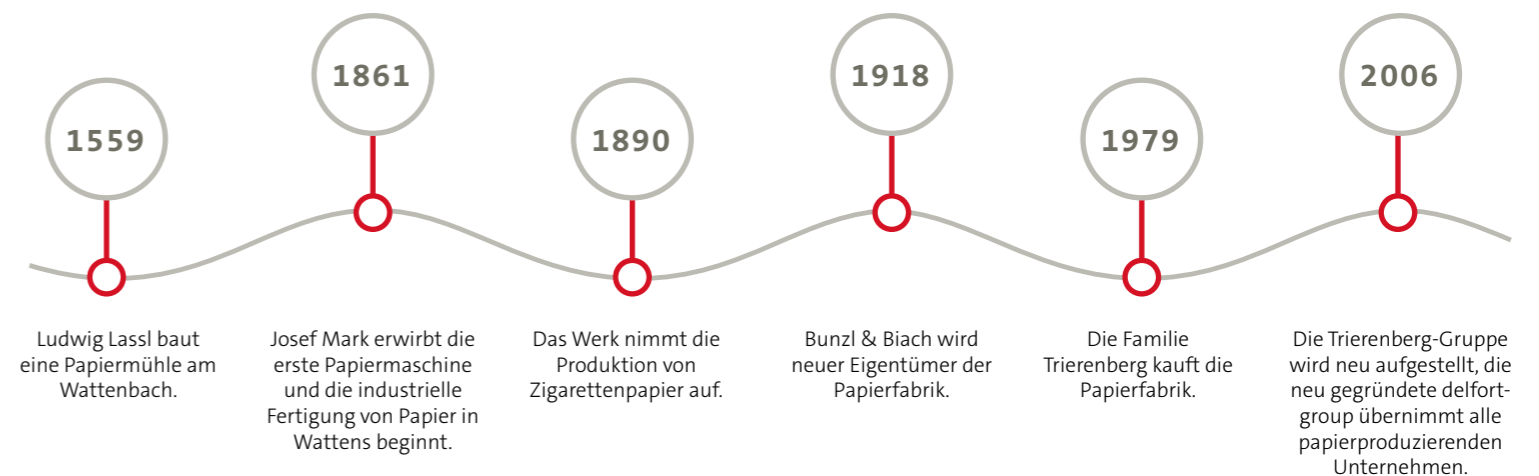 1559
Ludwig Lassl baut
eine Papiermühle am
Wattenbach.
1861
Josef Mark erwirbt die
erste Papiermaschine
und die industrielle
Fertigung von Papier in
Wattens beginnt.
1890
Das Werk nimmt die
Produktion von
Zigarettenpapier auf.
1918
Bunzl & Biach wird
neuer Eigentümer der
Papierfabrik.
1979
Die Familie
Trierenberg kauft die
Papierfabrik.
2006
Die Trierenberg-Gruppe
wird neu aufgestellt, die
neu gegründete delfort-
group übernimmt alle
papierproduzierenden
Unternehmen.